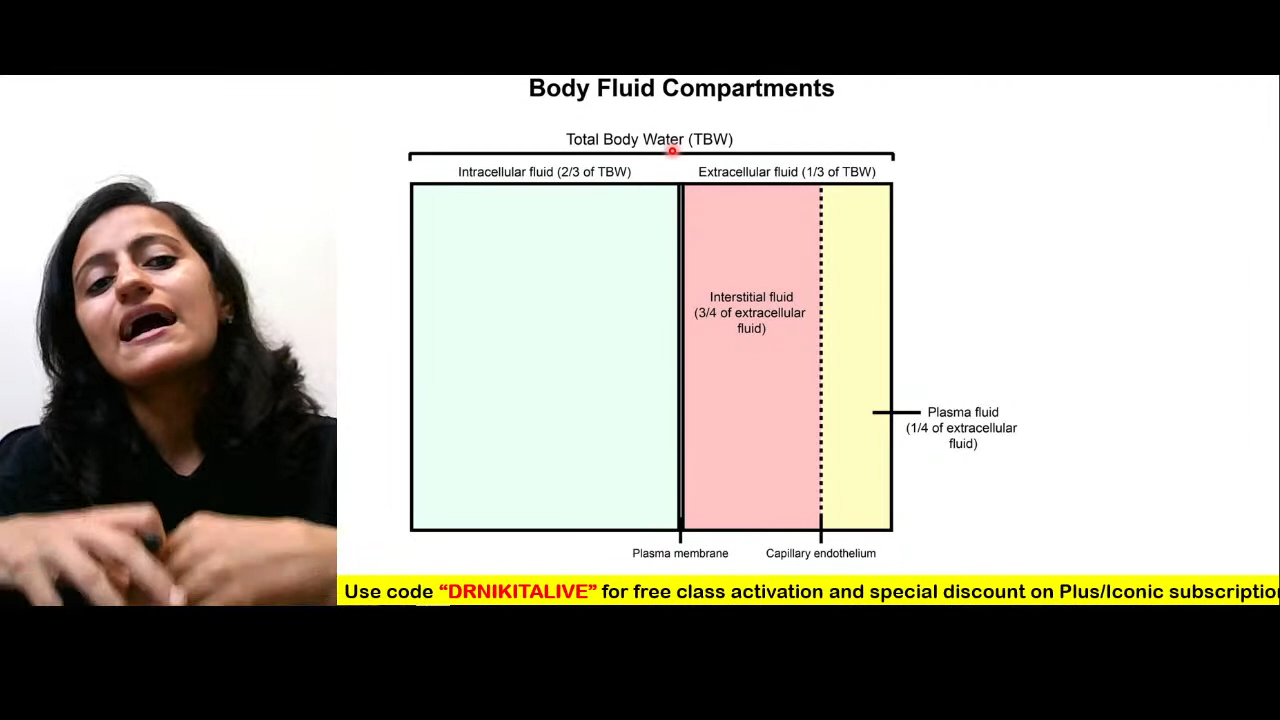 Body Fluid Compartments
Total Body Water (TBW)
Intracellular fluid (2/3 of TBW)
Extracellular fluid (1/3 of TBW)
Interstitial fluid
(3/4 of extracellular
fluid)
Plasma fluid
(1/4 of extracellular
fluid)
Plasma membrane
Capillary endothelium
Use code “DRNIKITALIVE” for free class activation and special discount on Plus/Iconic subscription